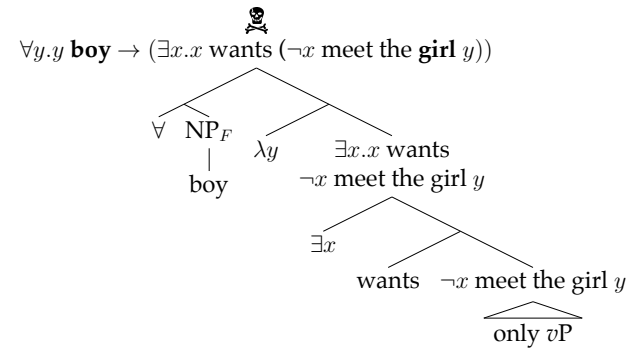 ☠
∀y.y boy → (∃x.x wants (¬x meet the girl y))
∀ NP_F λy ∃x.x wants
boy ¬x meet the girl y
∃x
wants ¬x meet the girl y
only vP